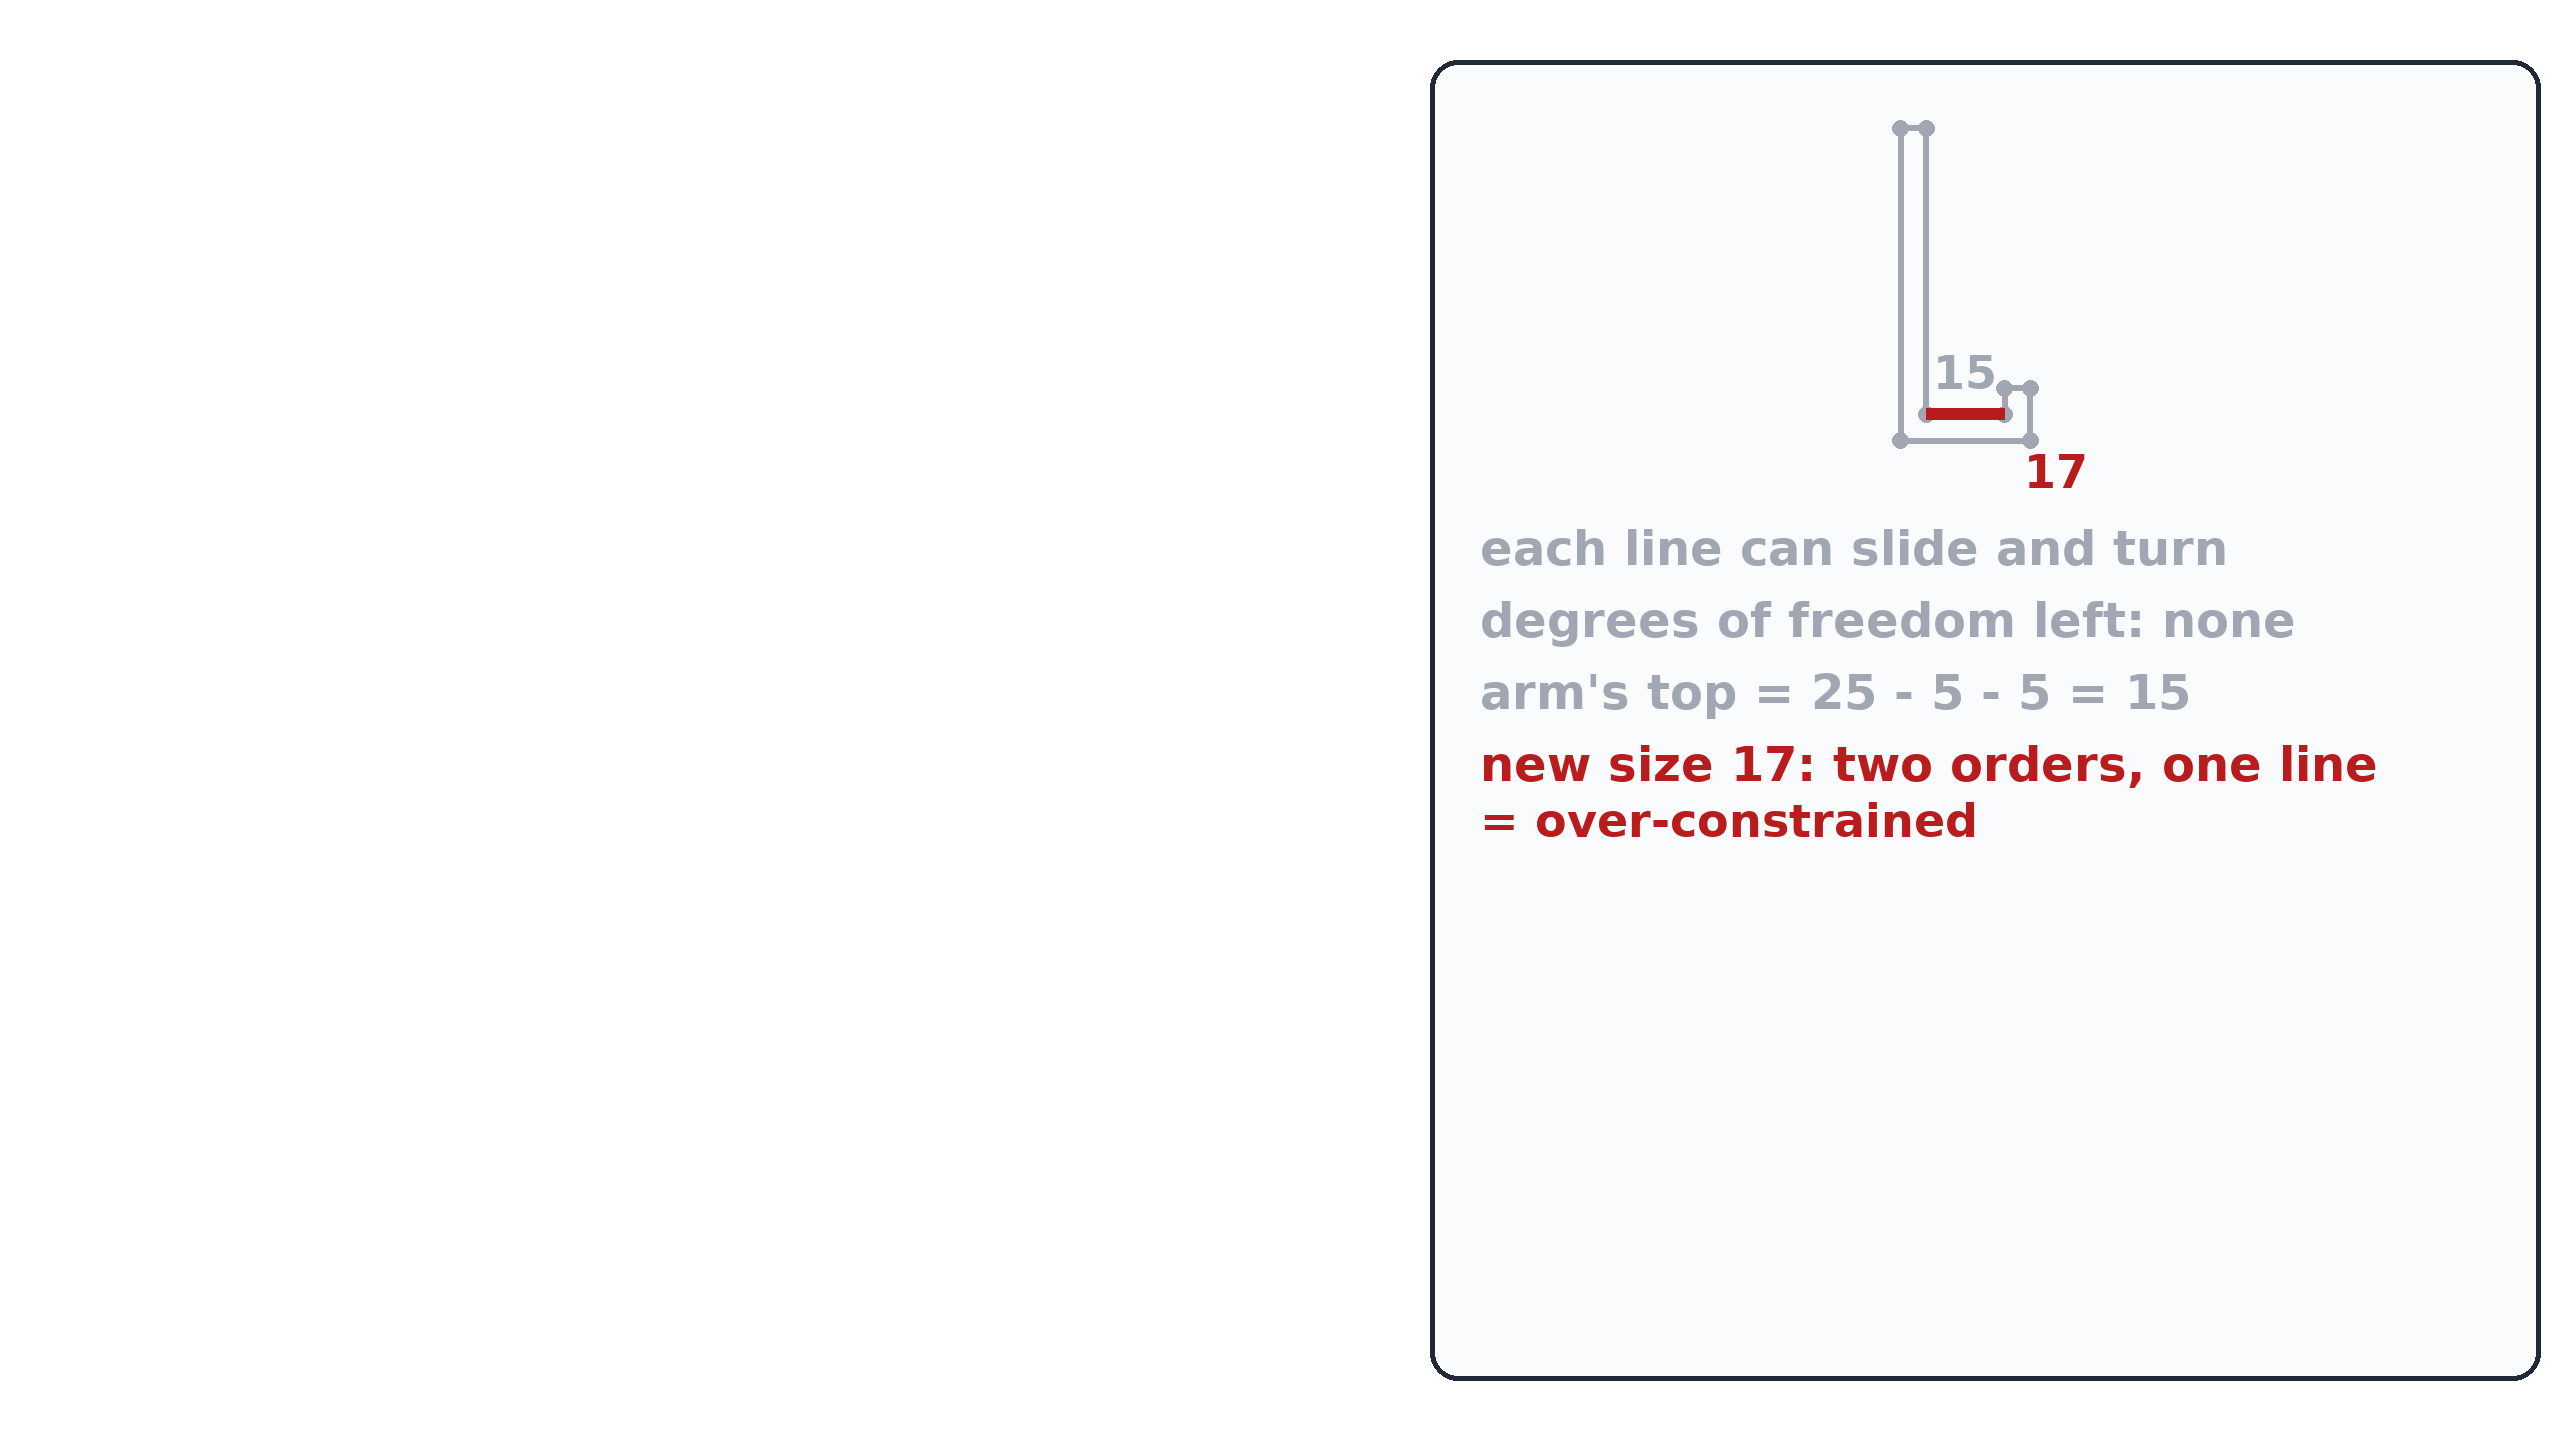 15
17
each line can slide and turn
degrees of freedom left: none
arm's top = 25 - 5 - 5 = 15
new size 17: two orders, one line
= over-constrained